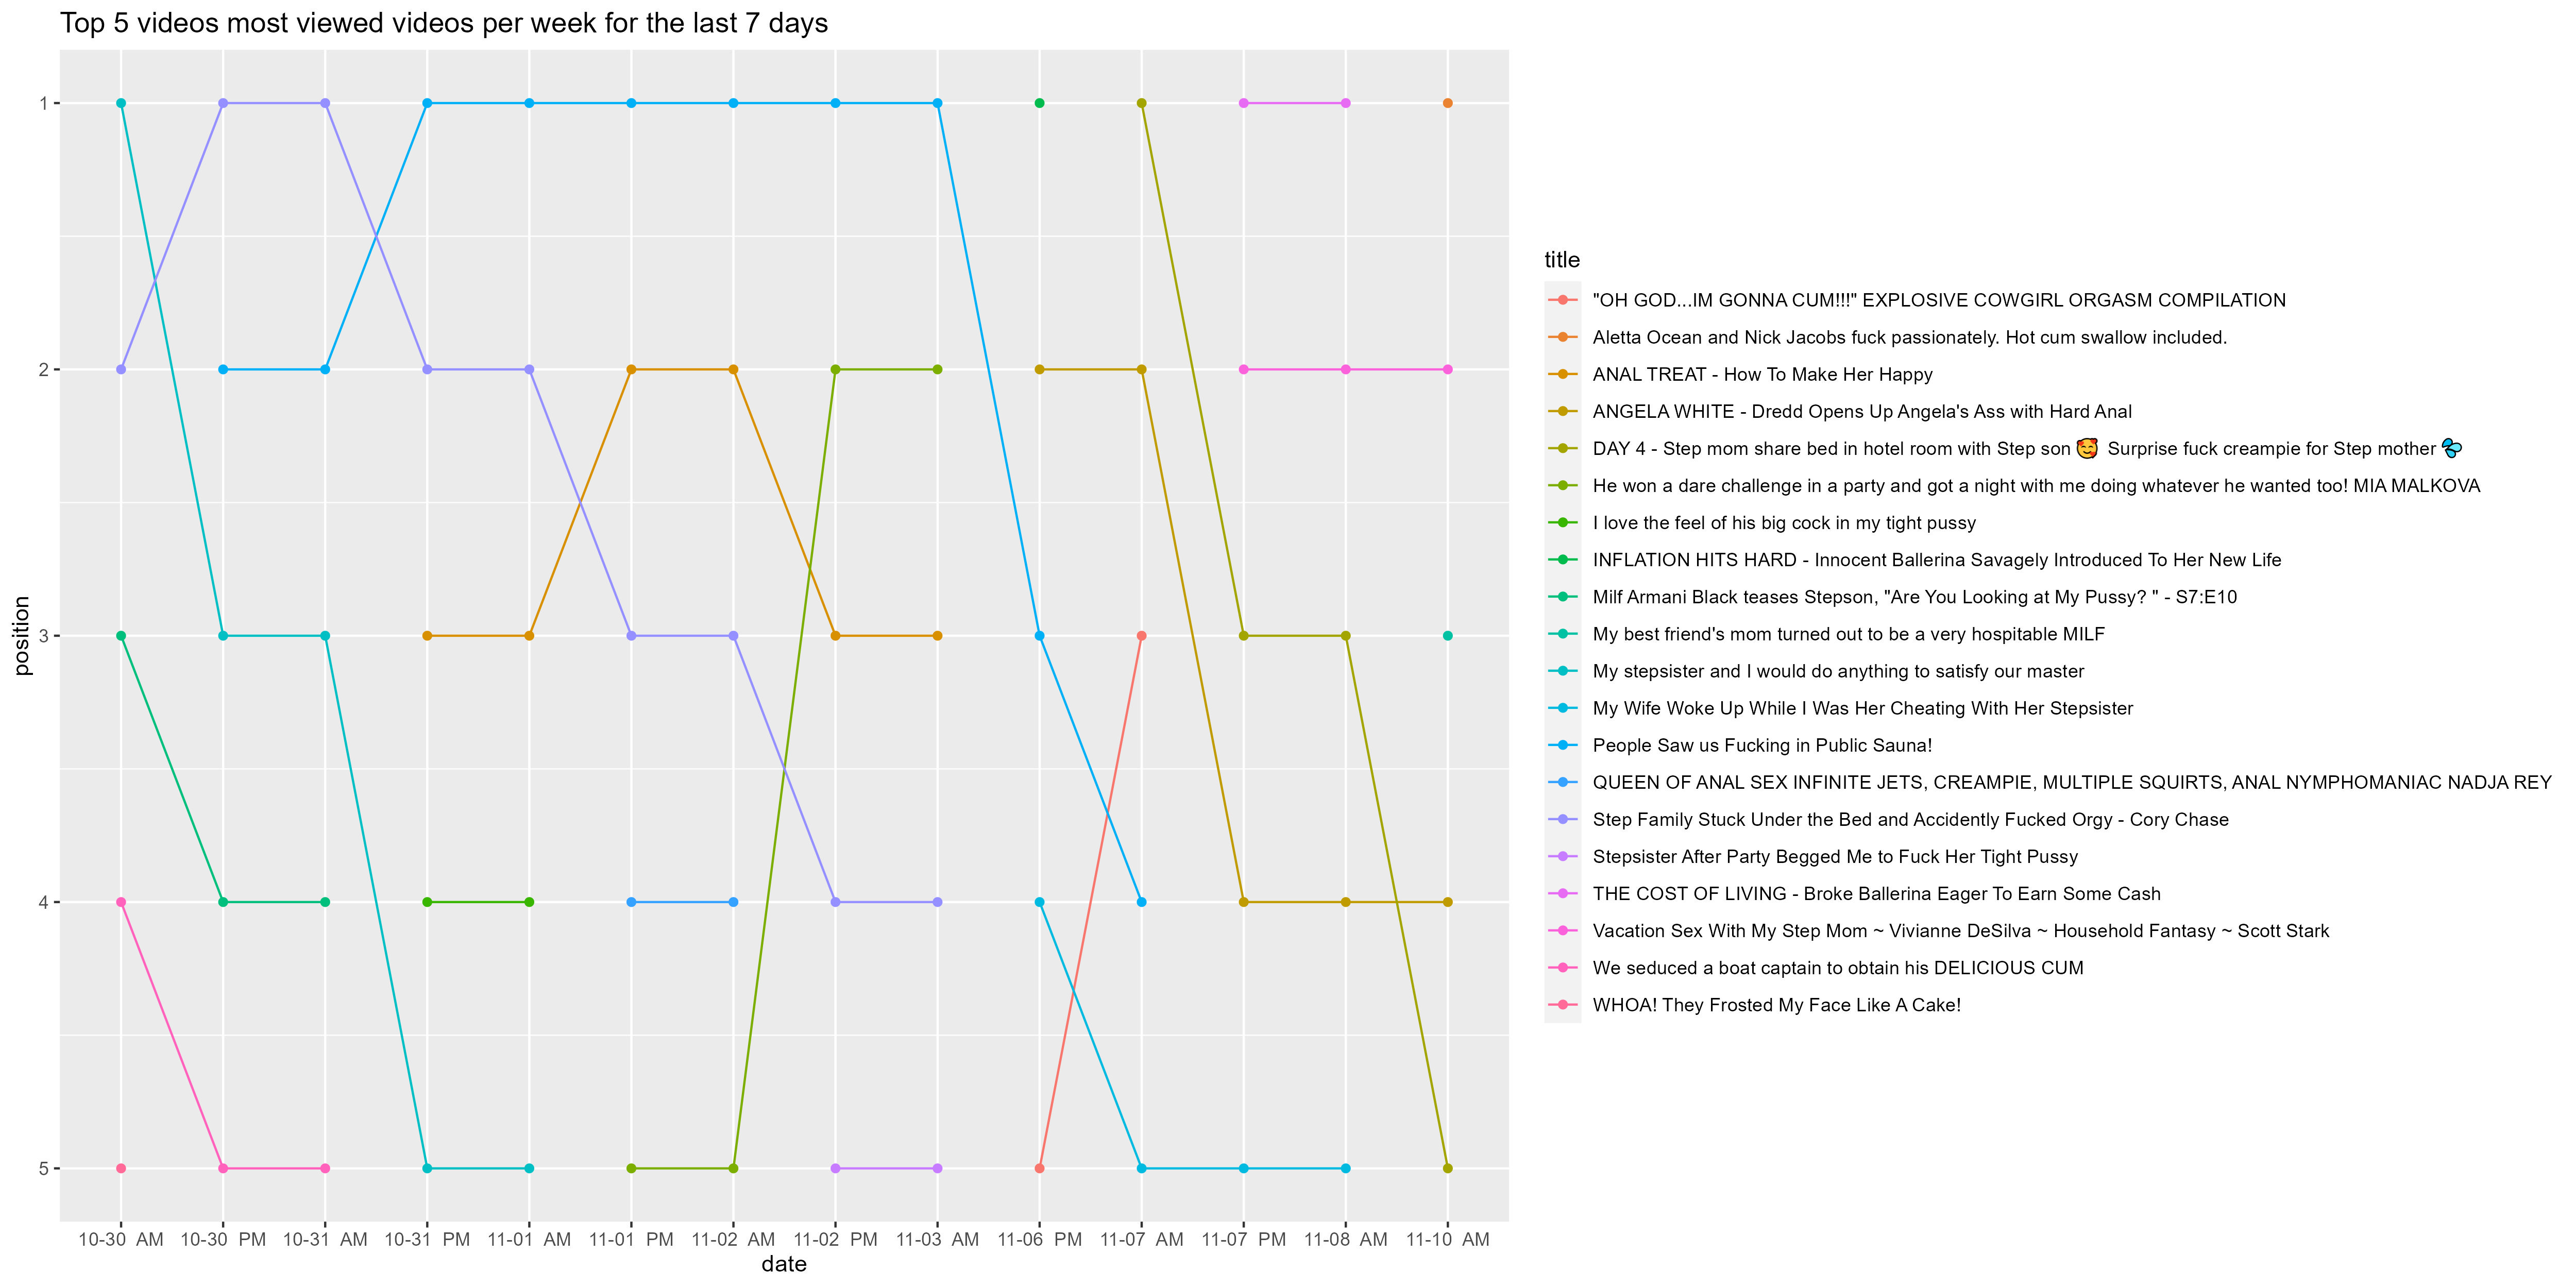 Top 5 videos most viewed videos per week for the last 7 days
position
1
2
3
4
5
10-30 AM
10-30 PM
10-31 AM
10-31 PM
11-01 AM
11-01 PM
11-02 AM
11-02 PM
11-03 AM
11-06 PM
11-07 AM
11-07 PM
11-08 AM
11-10 AM
date
title
"OH GOD...IM GONNA CUM!!!" EXPLOSIVE COWGIRL ORGASM COMPILATION
Aletta Ocean and Nick Jacobs fuck passionately. Hot cum swallow included.
ANAL TREAT - How To Make Her Happy
ANGELA WHITE - Dredd Opens Up Angela's Ass with Hard Anal
DAY 4 - Step mom share bed in hotel room with Step son 🥰 Surprise fuck creampie for Step mother 💦
He won a dare challenge in a party and got a night with me doing whatever he wanted too! MIA MALKOVA
I love the feel of his big cock in my tight pussy
INFLATION HITS HARD - Innocent Ballerina Savagely Introduced To Her New Life
Milf Armani Black teases Stepson, "Are You Looking at My Pussy? " - S7:E10
My best friend's mom turned out to be a very hospitable MILF
My stepsister and I would do anything to satisfy our master
My Wife Woke Up While I Was Her Cheating With Her Stepsister
People Saw us Fucking in Public Sauna!
QUEEN OF ANAL SEX INFINITE JETS, CREAMPIE, MULTIPLE SQUIRTS, ANAL NYMPHOMANIAC NADJA REY
Step Family Stuck Under the Bed and Accidently Fucked Orgy - Cory Chase
Stepsister After Party Begged Me to Fuck Her Tight Pussy
THE COST OF LIVING - Broke Ballerina Eager To Earn Some Cash
Vacation Sex With My Step Mom ~ Vivianne DeSilva ~ Household Fantasy ~ Scott Stark
We seduced a boat captain to obtain his DELICIOUS CUM
WHOA! They Frosted My Face Like A Cake!